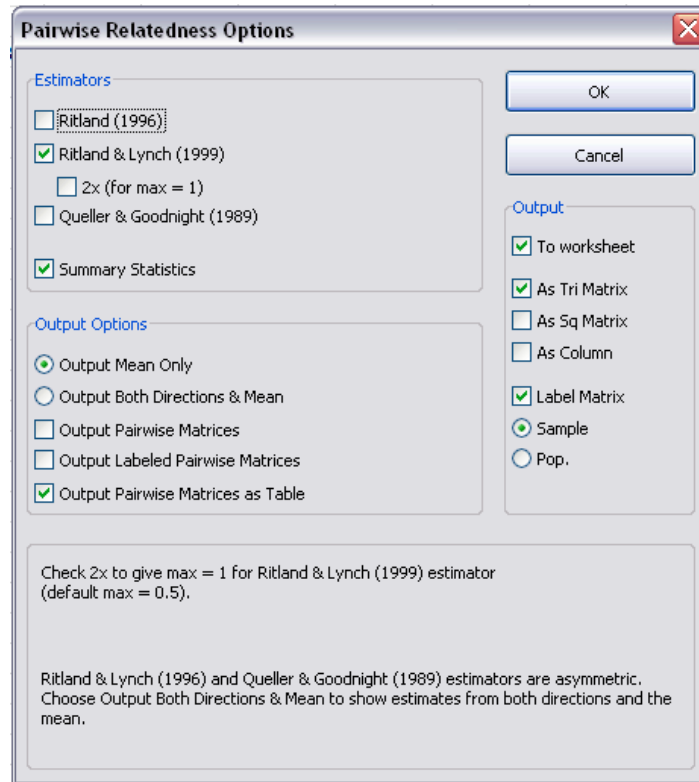 Pairwise Relatedness Options
Estimators
Ritland (1996)
Ritland & Lynch (1999)
2x (for max = 1)
Queller & Goodnight (1989)
Summary Statistics
Output Options
Output Mean Only
Output Both Directions & Mean
Output Pairwise Matrices
Output Labeled Pairwise Matrices
Output Pairwise Matrices as Table
OK
Cancel
Output
To worksheet
As Tri Matrix
As Sq Matrix
As Column
Label Matrix
Sample
Pop.
Check 2x to give max = 1 for Ritland & Lynch (1999) estimator
(default max = 0.5).
Ritland & Lynch (1996) and Queller & Goodnight (1989) estimators are asymmetric.
Choose Output Both Directions & Mean to show estimates from both directions and the
mean.